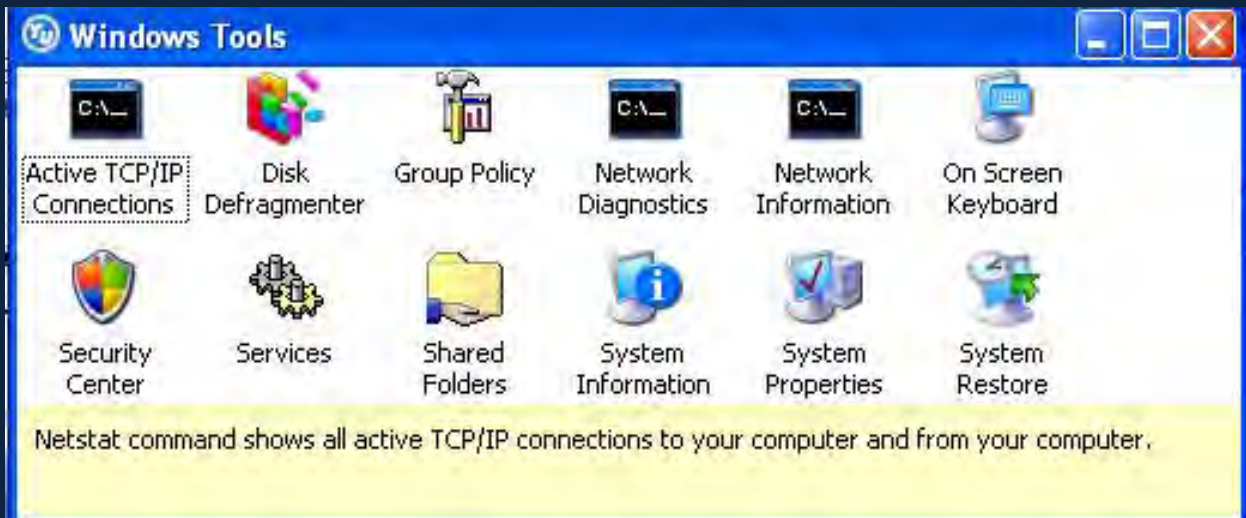 Yu Windows Tools
C:\_ C:\_ C:\_
Active TCP/IP Disk Group Policy Network Network On Screen
Connections Defragmenter Diagnostics Information Keyboard
Security Services Shared System System System
Center Folders Information Properties Restore
Netstat command shows all active TCP/IP connections to your computer and from your computer.